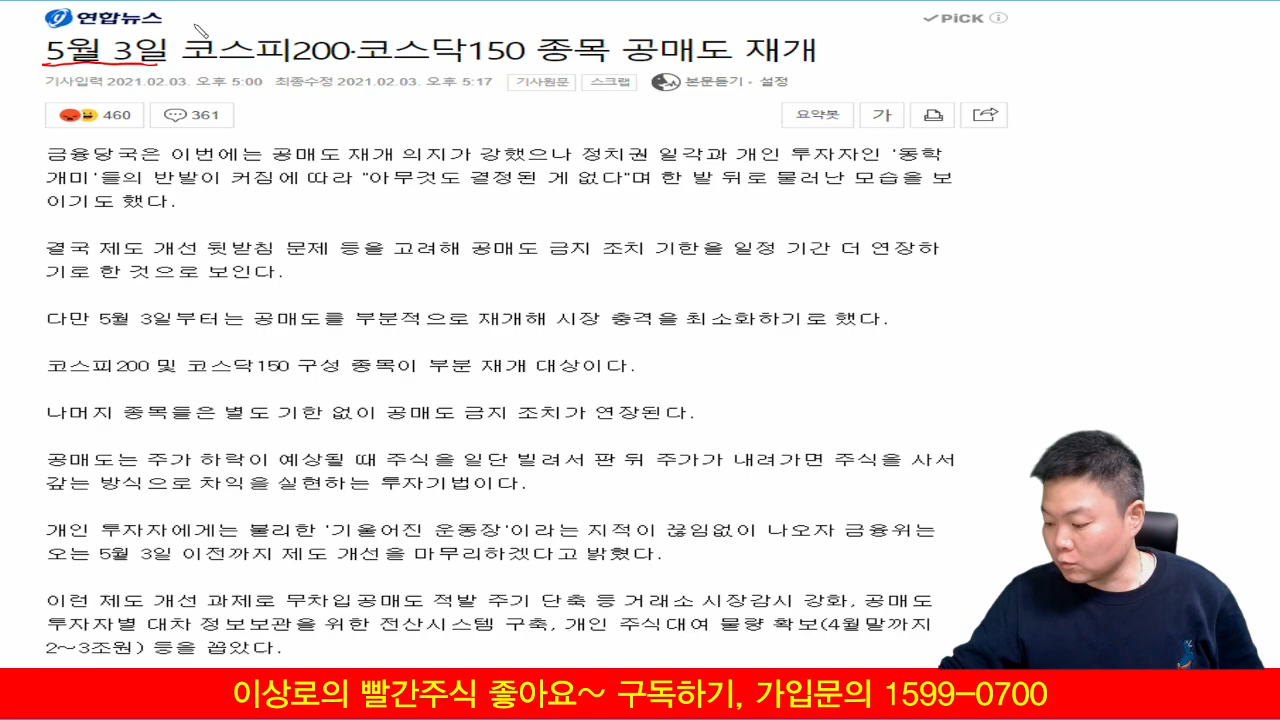 연합뉴스
PiCK
5월 3일 코스피200·코스닥150 종목 공매도 재개
기사입력 2021.02.03. 오후 5:00 최종수정 2021.02.03. 오후 5:17 기사원문 스크랩 본문듣기 · 설정
460 361 요약봇 가
금융당국은 이번에는 공매도 재개 의지가 강했으나 정치권 일각과 개인 투자자인 '동학
개미'들의 반발이 커짐에 따라 "아무것도 결정된 게 없다"며 한 발 뒤로 물러난 모습을 보
이기도 했다.
결국 제도 개선 뒷받침 문제 등을 고려해 공매도 금지 조치 기한을 일정 기간 더 연장하
기로 한 것으로 보인다.
다만 5월 3일부터는 공매도를 부분적으로 재개해 시장 충격을 최소화하기로 했다.
코스피200 및 코스닥150 구성 종목이 부분 재개 대상이다.
나머지 종목들은 별도 기한 없이 공매도 금지 조치가 연장된다.
공매도는 주가 하락이 예상될 때 주식을 일단 빌려서 판 뒤 주가가 내려가면 주식을 사서
갚는 방식으로 차익을 실현하는 투자기법이다.
개인 투자자에게는 불리한 '기울어진 운동장'이라는 지적이 끊임없이 나오자 금융위는
오는 5월 3일 이전까지 제도 개선을 마무리하겠다고 밝혔다.
이런 제도 개선 과제로 무차입공매도 적발 주기 단축 등 거래소 시장감시 강화, 공매도
투자자별 대차 정보보관을 위한 전산시스템 구축, 개인 주식대여 물량 확보(4월말까지
2~3조원) 등을 꼽았다.
이상로의 빨간주식 좋아요~ 구독하기, 가입문의 1599-0700